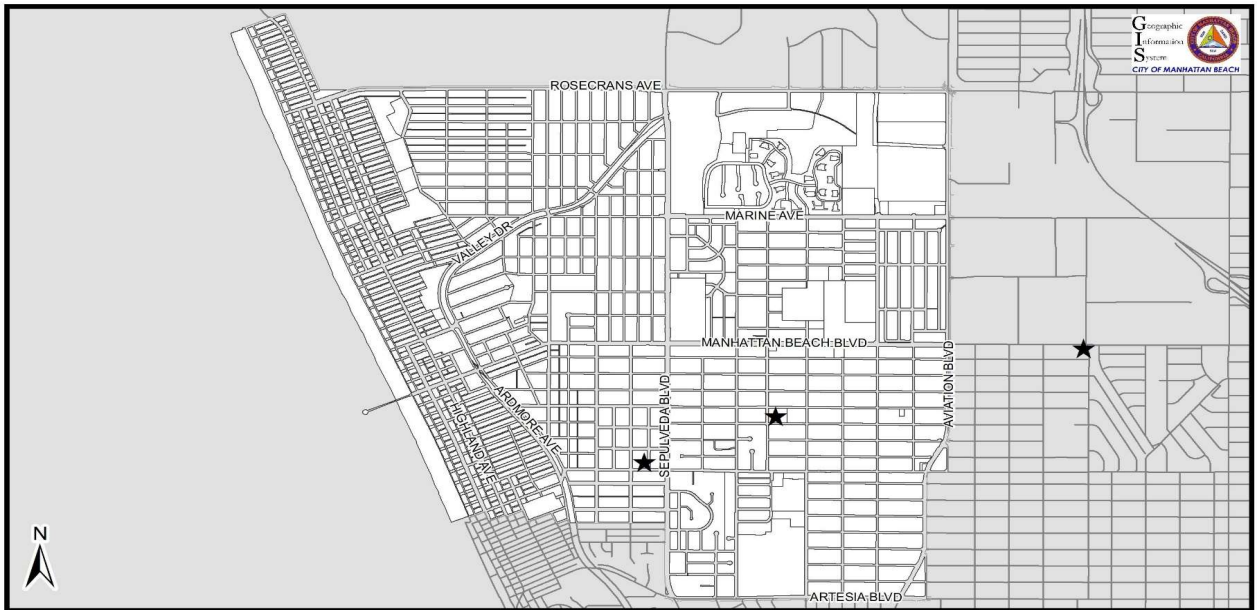 Geographic
Information
System
CITY OF MANHATTAN BEACH
ROSECRANS AVE
MARINE AVE
VALLEY DR
MANHATTAN BEACH BLVD
AVIATION BLVD
SEPULVEDA BLVD
ARDMORE AVE
HIGHLAND AVE
N
ARTESIA BLVD